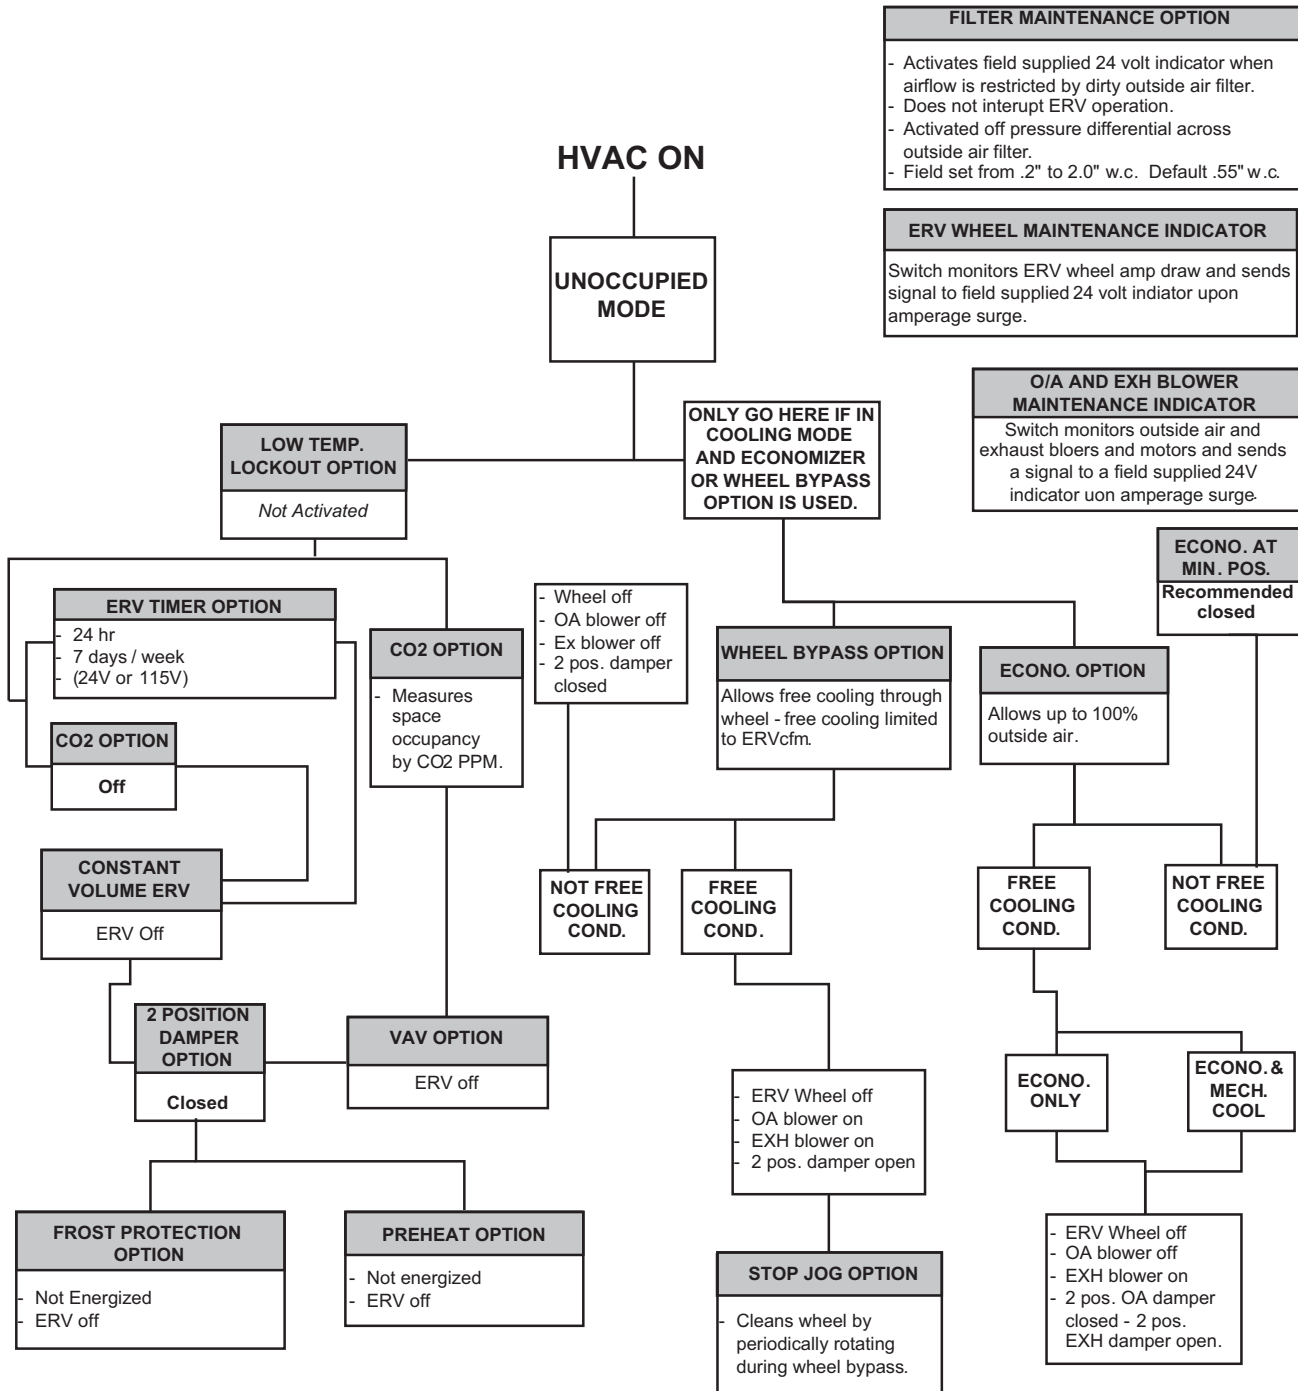 FILTER MAINTENANCE OPTION
- Activates field supplied 24 volt indicator when
airflow is restricted by dirty outside air filter.
- Does not interupt ERV operation.
- Activated off pressure differential across
outside air filter.
- Field set from .2" to 2.0" w.c. Default .55" w.c.
HVAC ON
ERV WHEEL MAINTENANCE INDICATOR
Switch monitors ERV wheel amp draw and sends
signal to field supplied 24 volt indiator upon
amperage surge.
UNOCCUPIED
MODE
O/A AND EXH BLOWER
MAINTENANCE INDICATOR
Switch monitors outside air and
exhaust bloers and motors and sends
a signal to a field supplied 24V
indicator uon amperage surge.
LOW TEMP.
LOCKOUT OPTION
Not Activated
ONLY GO HERE IF IN
COOLING MODE
AND ECONOMIZER
OR WHEEL BYPASS
OPTION IS USED.
ECONO. AT
MIN. POS.
Recommended
closed
ERV TIMER OPTION
- 24 hr
- 7 days / week
- (24V or 115V)
CO2 OPTION
- Measures
space
occupancy
by CO2 PPM.
- Wheel off
- OA blower off
- Ex blower off
- 2 pos. damper
closed
WHEEL BYPASS OPTION
Allows free cooling through
wheel - free cooling limited
to ERVcfm.
ECONO. OPTION
Allows up to 100%
outside air.
CO2 OPTION
Off
CONSTANT
VOLUME ERV
ERV Off
NOT FREE
COOLING
COND.
FREE
COOLING
COND.
FREE
COOLING
COND.
NOT FREE
COOLING
COND.
2 POSITION
DAMPER
OPTION
Closed
VAV OPTION
ERV off
ECONO.
ONLY
ECONO. &
MECH.
COOL
- ERV Wheel off
- OA blower on
- EXH blower on
- 2 pos. damper open
FROST PROTECTION
OPTION
- Not Energized
- ERV off
PREHEAT OPTION
- Not energized
- ERV off
STOP JOG OPTION
- Cleans wheel by
periodically rotating
during wheel bypass.
- ERV Wheel off
- OA blower off
- EXH blower on
- 2 pos. OA damper
closed - 2 pos.
EXH damper open.